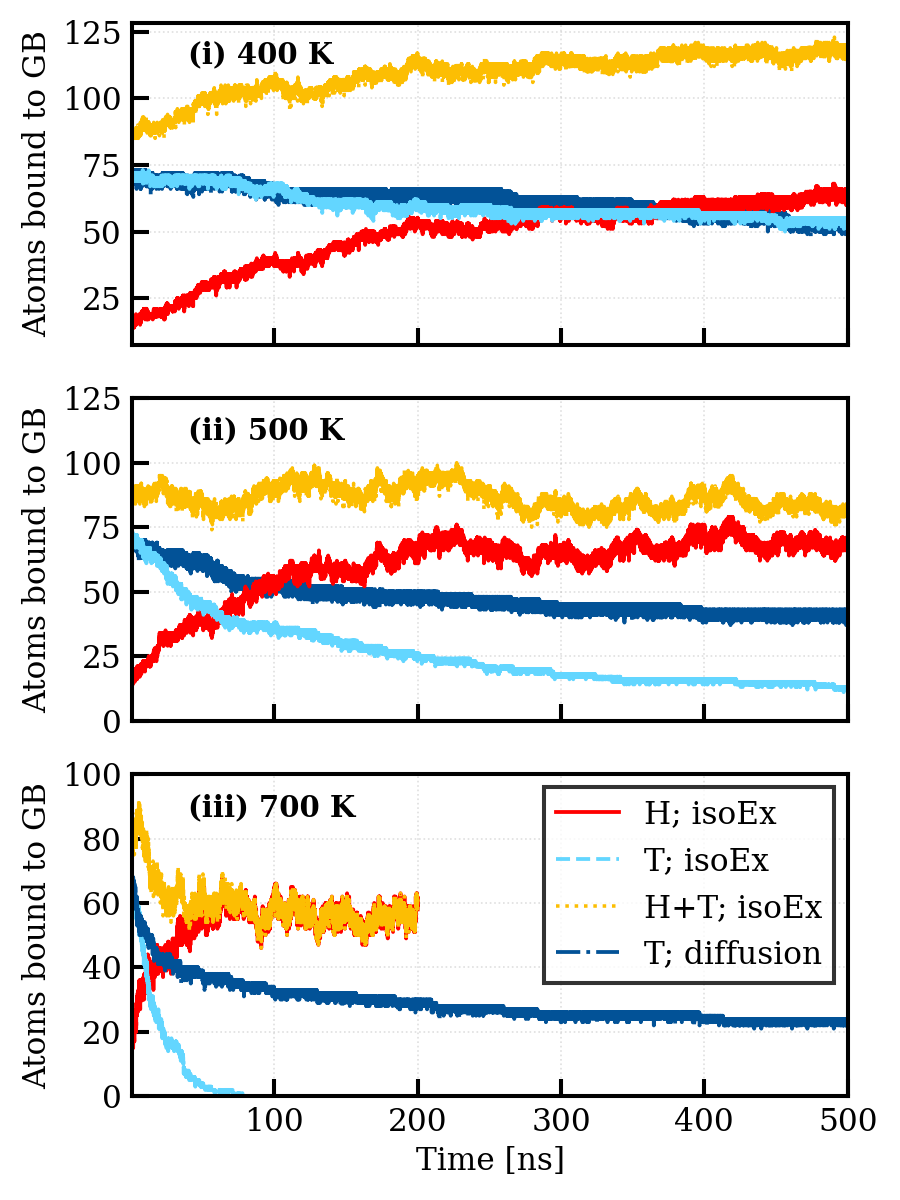 Atoms bound to GB
125
100
75
50
25
(i) 400 K
Atoms bound to GB
125
100
75
50
25
0
(ii) 500 K
Atoms bound to GB
100
80
60
40
20
0
(iii) 700 K
H; isoEx
T; isoEx
H+T; isoEx
T; diffusion
100 200 300 400 500
Time [ns]